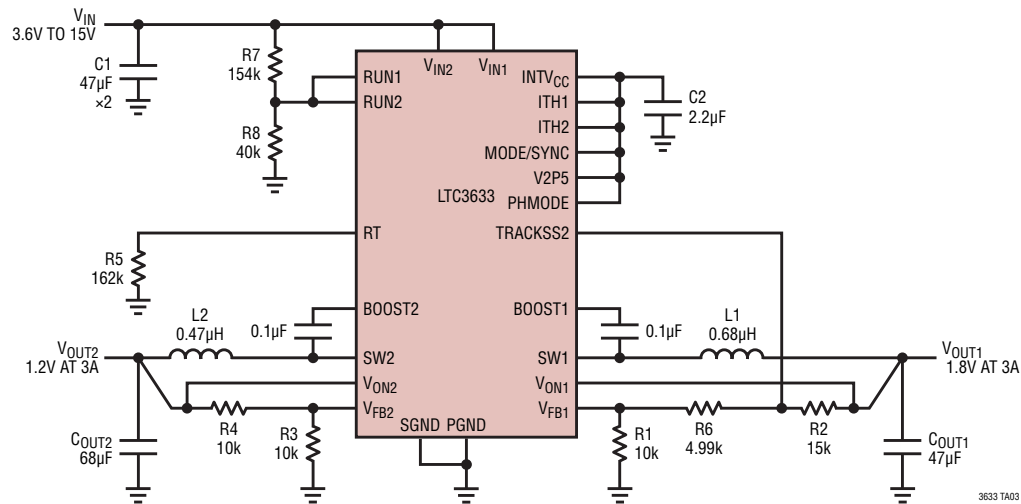 VIN
3.6V TO 15V
C1
47µF
×2
R7
154k
R8
40k
RUN1
RUN2
VIN2
VIN1
INTVCC
ITH1
ITH2
MODE/SYNC
V2P5
PHMODE
C2
2.2µF
LTC3633
RT
TRACKSS2
R5
162k
BOOST2
BOOST1
L2
0.47µH
0.1µF
0.1µF
L1
0.68µH
VOUT2
1.2V AT 3A
SW2
SW1
VOUT1
1.8V AT 3A
VON2
VON1
VFB2
VFB1
SGND
PGND
COUT2
68µF
R4
10k
R3
10k
R1
10k
R6
4.99k
R2
15k
COUT1
47µF
3633 TA03